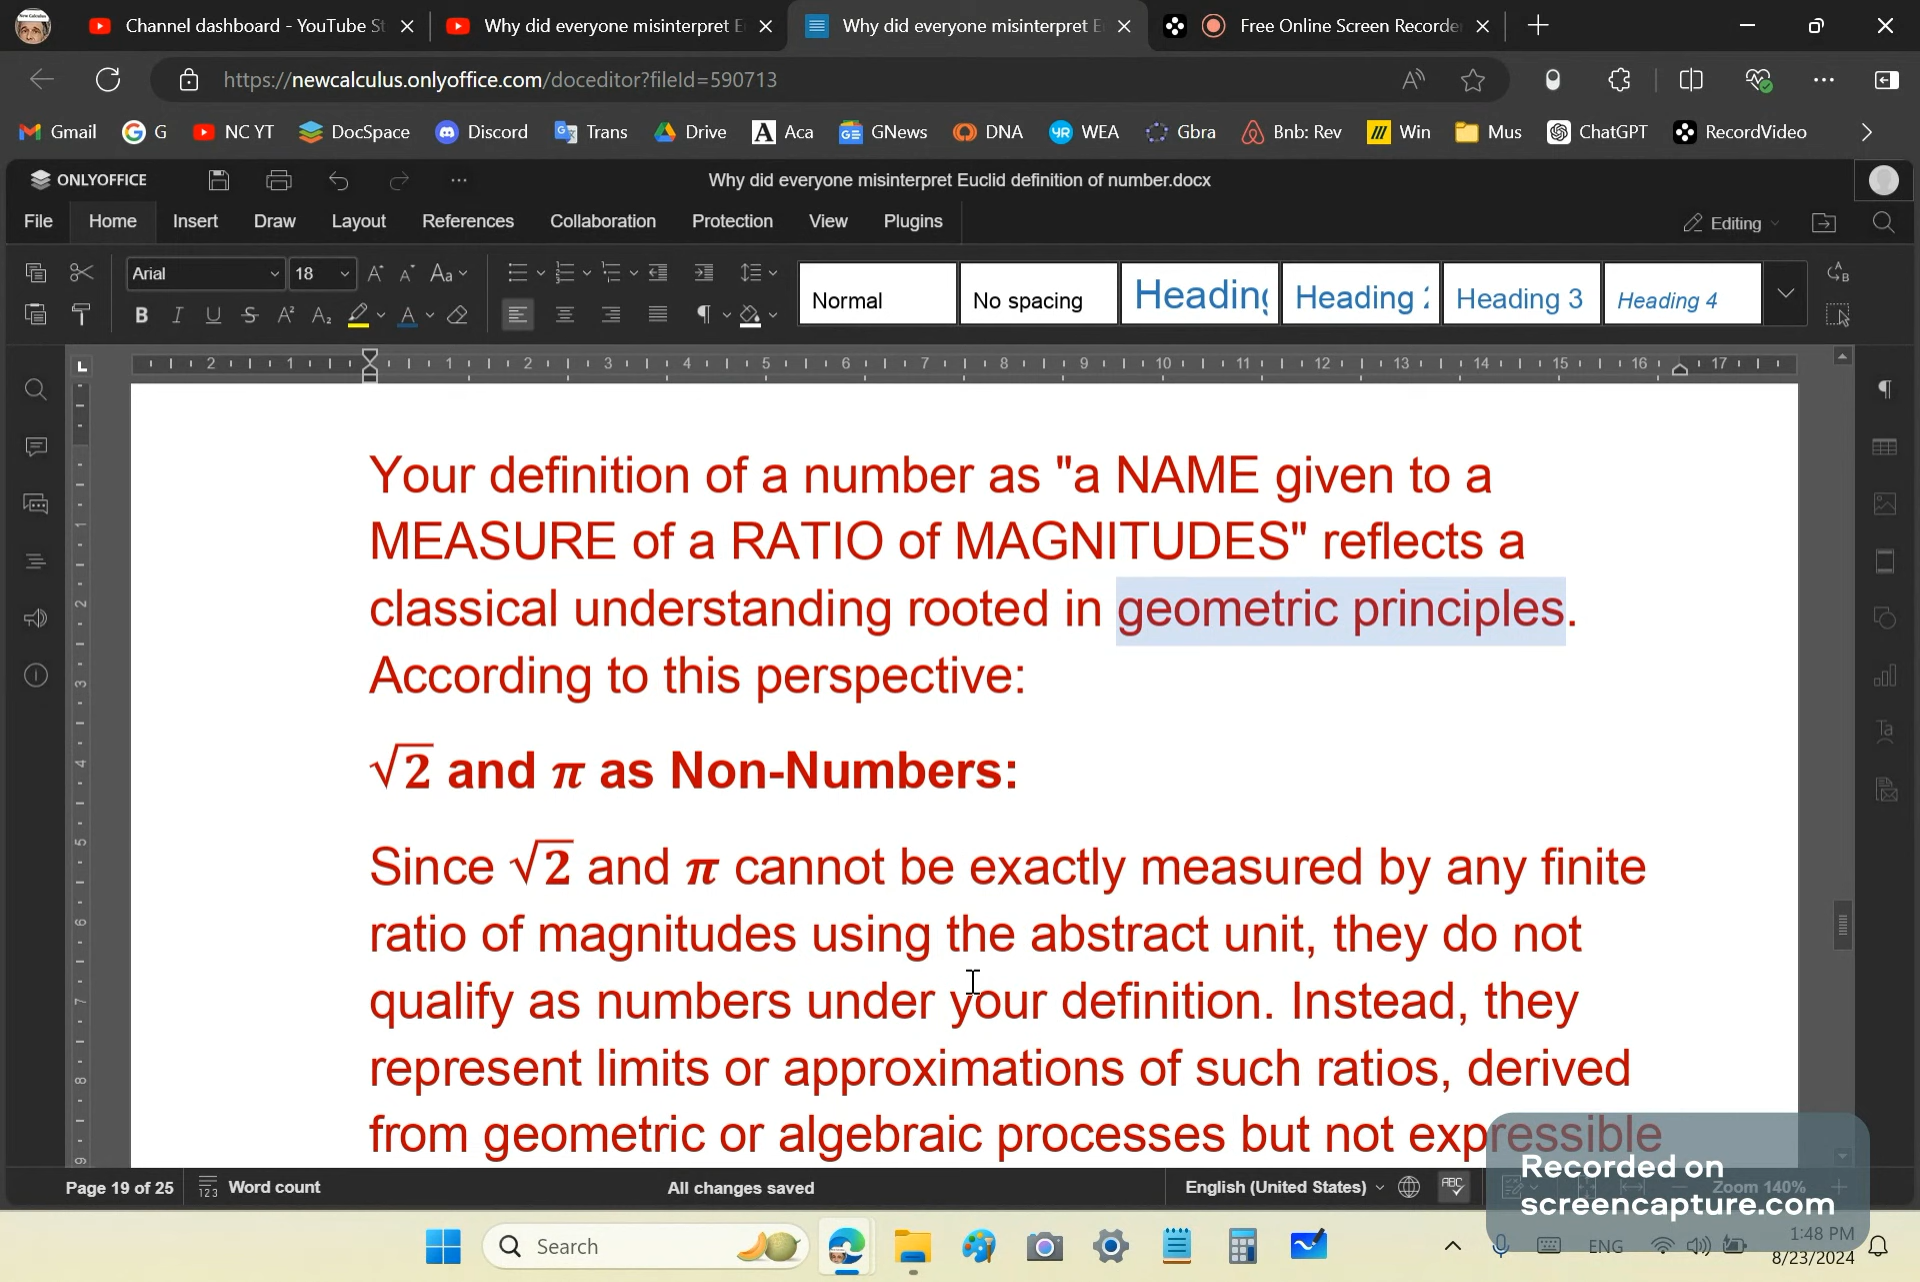 Channel dashboard - YouTube St
Why did everyone misinterpret E
Why did everyone misinterpret E
Free Online Screen Recorde
https://newcalculus.onlyoffice.com/doceditor?fileId=590713
Gmail
G
NC YT
DocSpace
Discord
Trans
Drive
Aca
GNews
DNA
WEA
Gbra
Bnb: Rev
Win
Mus
ChatGPT
RecordVideo
ONLYOFFICE
Why did everyone misinterpret Euclid definition of number.docx
File Home Insert Draw Layout References Collaboration Protection View Plugins
Editing
Arial 18
Normal
No spacing
Heading
Heading 2
Heading 3
Heading 4
Your definition of a number as "a NAME given to a
MEASURE of a RATIO of MAGNITUDES" reflects a
classical understanding rooted in geometric principles.
According to this perspective:
√2 and π as Non-Numbers:
Since √2 and π cannot be exactly measured by any finite
ratio of magnitudes using the abstract unit, they do not
qualify as numbers under your definition. Instead, they
represent limits or approximations of such ratios, derived
from geometric or algebraic processes but not expressible
Page 19 of 25
Word count
All changes saved
English (United States)
Zoom 140%
Recorded on
screencapture.com
Search
ENG
1:48 PM
8/23/2024